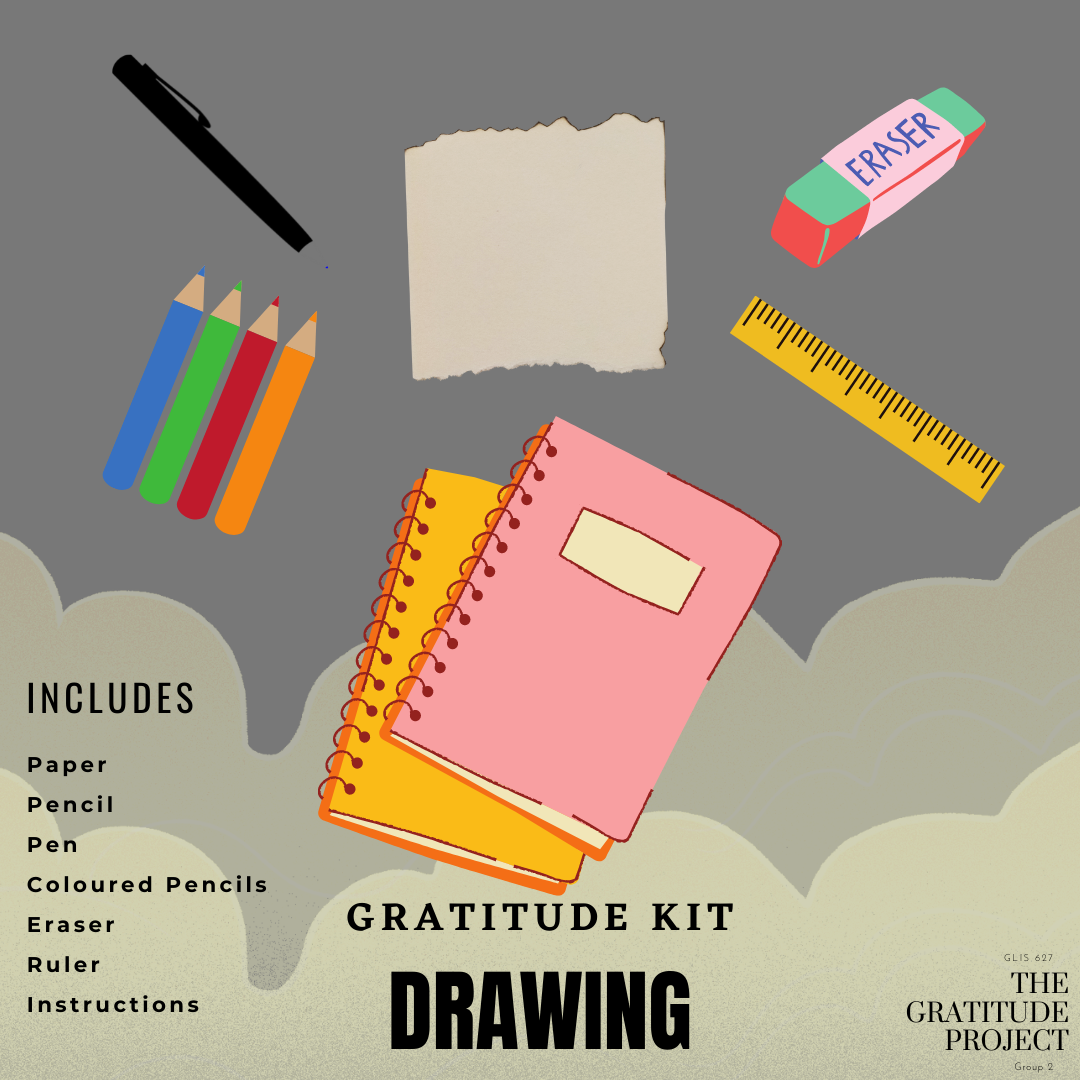 ERASER
INCLUDES
Paper
Pencil
Pen
Coloured Pencils
Eraser
Ruler
Instructions
GRATITUDE KIT
DRAWING
GLIS 627
THE
GRATITUDE
PROJECT
Group 2